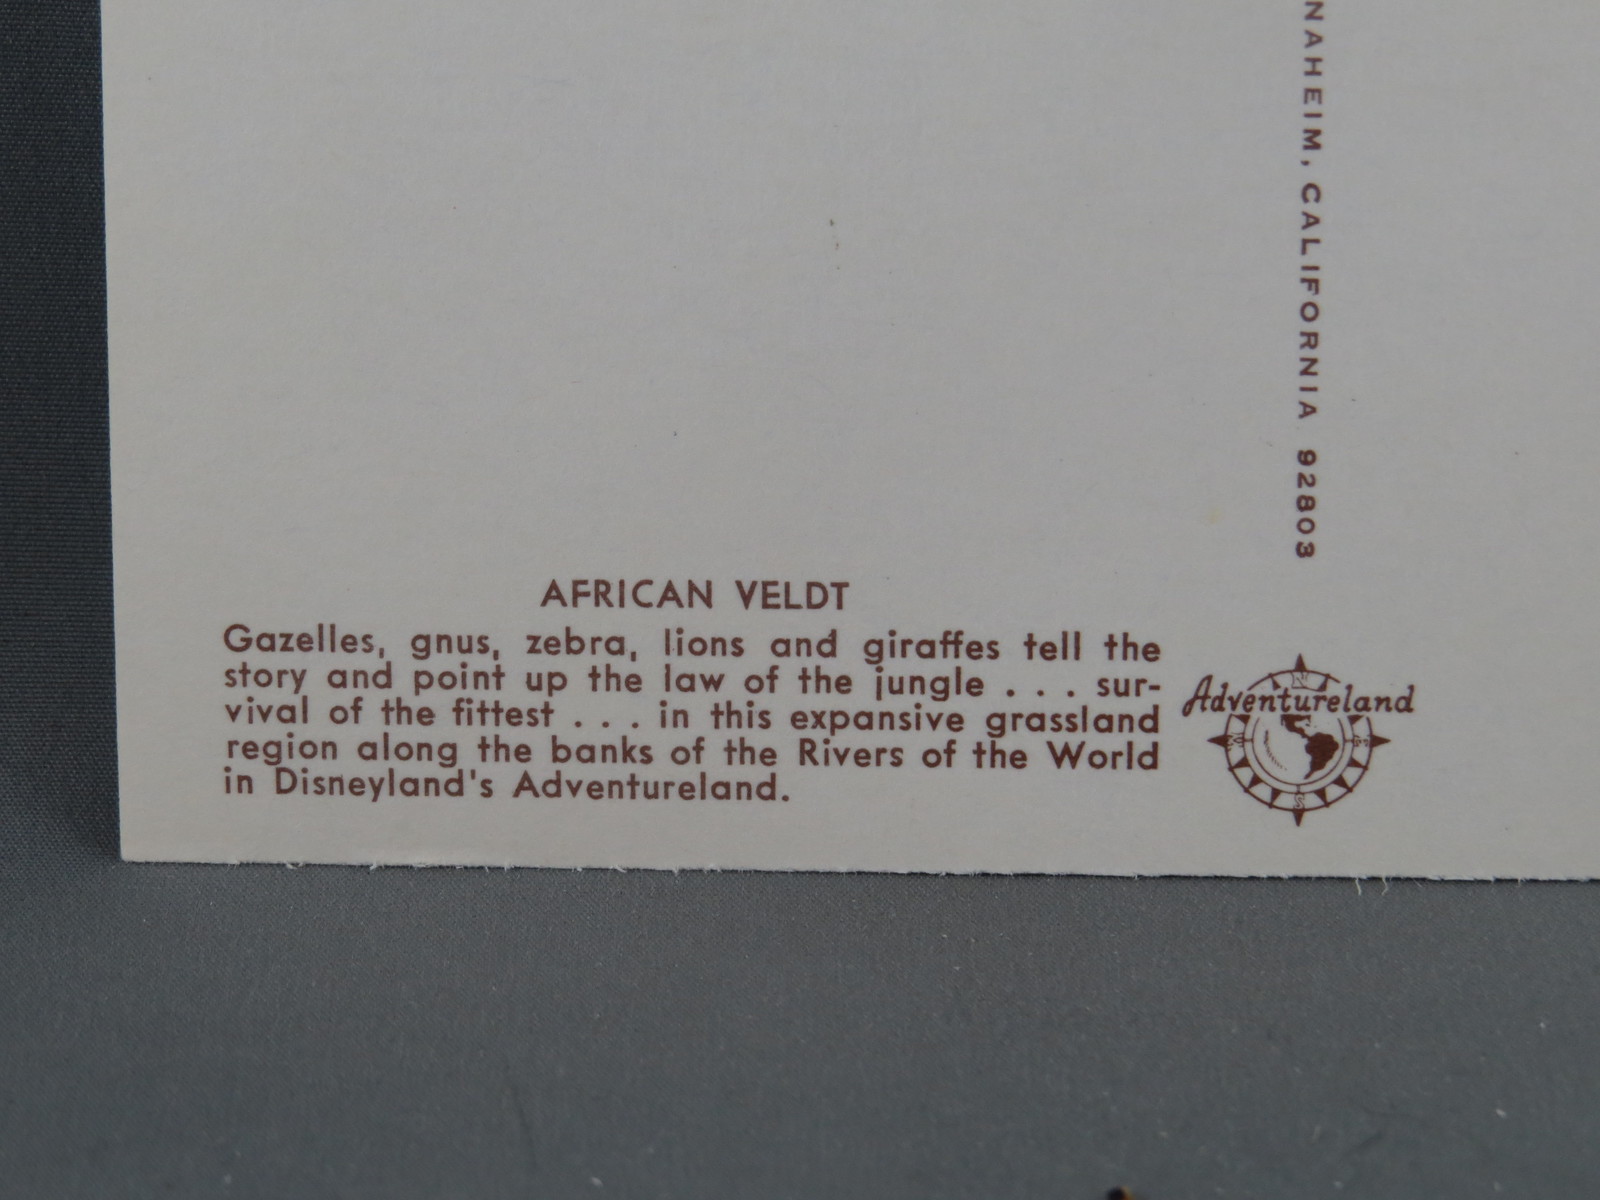 NAHEIM, CALIFORNIA 92803
AFRICAN VELDT
Gazelles, gnus, zebra, lions and giraffes tell the
story and point up the law of the jungle . . . sur-
vival of the fittest . . . in this expansive grassland
region along the banks of the Rivers of the World
in Disneyland's Adventureland.
Adventureland
N
W E
S